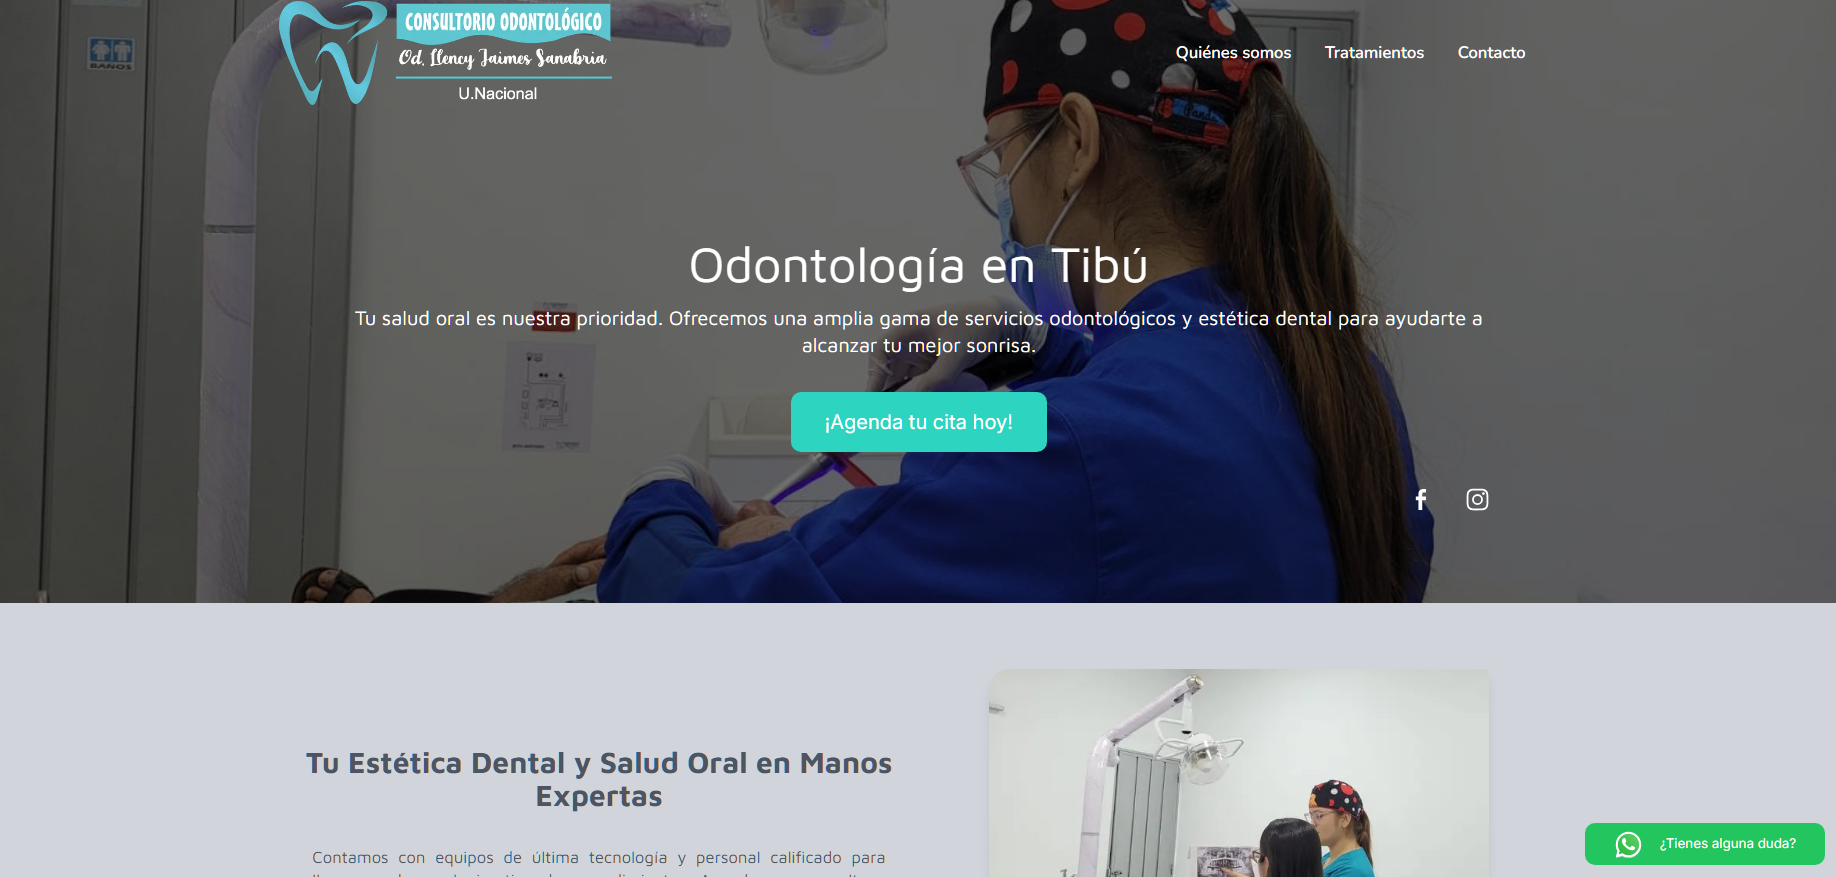 BAÑOS
CONSULTORIO ODONTOLÓGICO
Od. Llency Jaimes Sanabria
U.Nacional
Quiénes somos
Tratamientos
Contacto
Odontología en Tibú
Tu salud oral es nuestra prioridad. Ofrecemos una amplia gama de servicios odontológicos y estética dental para ayudarte a
alcanzar tu mejor sonrisa.
¡Agenda tu cita hoy!
Tu Estética Dental y Salud Oral en Manos
Expertas
Contamos con equipos de última tecnología y personal calificado para
¿Tienes alguna duda?